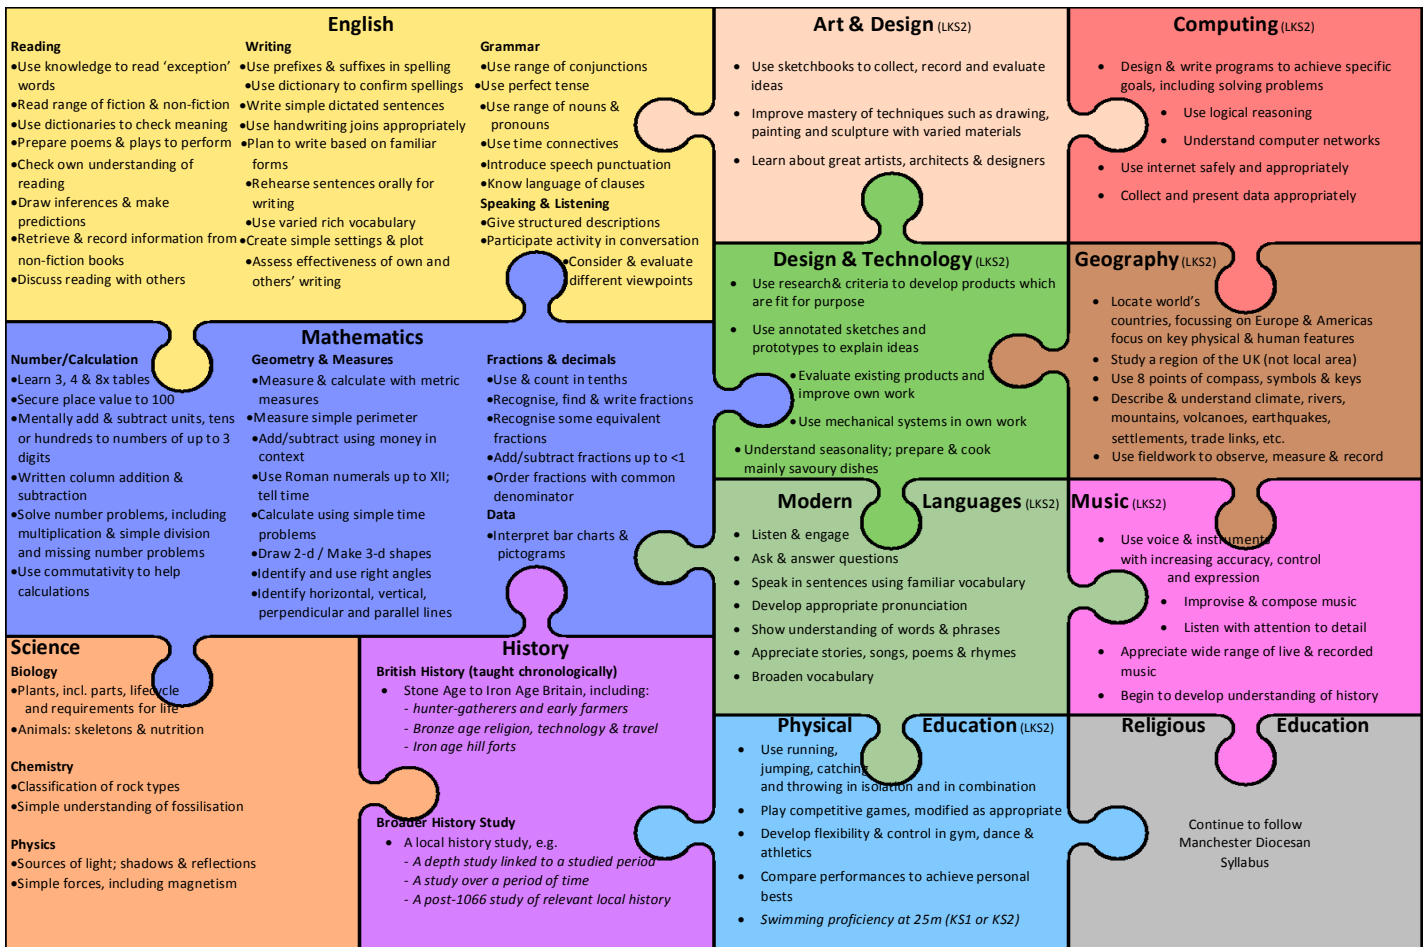 English
Reading
•Use knowledge to read ‘exception’
words
•Read range of fiction & non-fiction
•Use dictionaries to check meaning
•Prepare poems & plays to perform
•Check own understanding of
reading
•Draw inferences & make
predictions
•Retrieve & record information from
non-fiction books
•Discuss reading with others
Writing
•Use prefixes & suffixes in spelling
•Use dictionary to confirm spellings
•Write simple dictated sentences
•Use handwriting joins appropriately
•Plan to write based on familiar
forms
•Rehearse sentences orally for
writing
•Use varied rich vocabulary
•Create simple settings & plot
•Assess effectiveness of own and
others’ writing
Grammar
•Use range of conjunctions
•Use perfect tense
•Use range of nouns &
pronouns
•Use time connectives
•Introduce speech punctuation
•Know language of clauses
Speaking & Listening
•Give structured descriptions
•Participate activity in conversation
•Consider & evaluate
different viewpoints
Art & Design (LKS2)
• Use sketchbooks to collect, record and evaluate
ideas
• Improve mastery of techniques such as drawing,
painting and sculpture with varied materials
• Learn about great artists, architects & designers
Computing (LKS2)
• Design & write programs to achieve specific
goals, including solving problems
• Use logical reasoning
• Understand computer networks
• Use internet safely and appropriately
• Collect and present data appropriately
Design & Technology (LKS2)
• Use research& criteria to develop products which
are fit for purpose
• Use annotated sketches and
prototypes to explain ideas
•Evaluate existing products and
improve own work
•Use mechanical systems in own work
•Understand seasonality; prepare & cook
mainly savoury dishes
Geography (LKS2)
• Locate world’s
countries, focussing on Europe & Americas
focus on key physical & human features
• Study a region of the UK (not local area)
• Use 8 points of compass, symbols & keys
• Describe & understand climate, rivers,
mountains, volcanoes, earthquakes,
settlements, trade links, etc.
• Use fieldwork to observe, measure & record
Mathematics
Number/Calculation
•Learn 3, 4 & 8x tables
•Secure place value to 100
•Mentally add & subtract units, tens
or hundreds to numbers of up to 3
digits
•Written column addition &
subtraction
•Solve number problems, including
multiplication & simple division
and missing number problems
•Use commutativity to help
calculations
Geometry & Measures
•Measure & calculate with metric
measures
•Measure simple perimeter
•Add/subtract using money in
context
•Use Roman numerals up to XII;
tell time
•Calculate using simple time
problems
•Draw 2-d / Make 3-d shapes
•Identify and use right angles
•Identify horizontal, vertical,
perpendicular and parallel lines
Fractions & decimals
•Use & count in tenths
•Recognise, find & write fractions
•Recognise some equivalent
fractions
•Add/subtract fractions up to <1
•Order fractions with common
denominator
Data
•Interpret bar charts &
pictograms
Modern Languages (LKS2)
• Listen & engage
• Ask & answer questions
• Speak in sentences using familiar vocabulary
• Develop appropriate pronunciation
• Show understanding of words & phrases
• Appreciate stories, songs, poems & rhymes
• Broaden vocabulary
Music (LKS2)
• Use voice & instruments
with increasing accuracy, control
and expression
• Improvise & compose music
• Listen with attention to detail
• Appreciate wide range of live & recorded
music
• Begin to develop understanding of history
Science
Biology
•Plants, incl. parts, lifecycle
and requirements for life
•Animals: skeletons & nutrition
Chemistry
•Classification of rock types
•Simple understanding of fossilisation
Physics
•Sources of light; shadows & reflections
•Simple forces, including magnetism
History
British History (taught chronologically)
• Stone Age to Iron Age Britain, including:
- hunter-gatherers and early farmers
- Bronze age religion, technology & travel
- Iron age hill forts
Broader History Study
• A local history study, e.g.
- A depth study linked to a studied period
- A study over a period of time
- A post-1066 study of relevant local history
Physical Education (LKS2)
• Use running,
jumping, catching
and throwing in isolation and in combination
• Play competitive games, modified as appropriate
• Develop flexibility & control in gym, dance &
athletics
• Compare performances to achieve personal
bests
• Swimming proficiency at 25m (KS1 or KS2)
Religious Education
Continue to follow
Manchester Diocesan
Syllabus